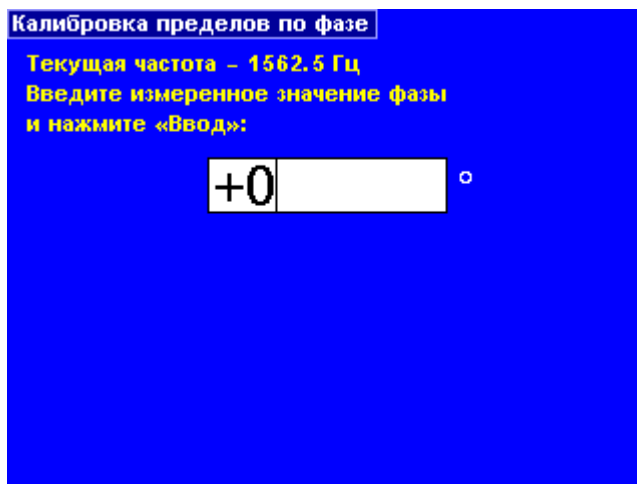 Калибровка пределов по фазе
Текущая частота – 1562.5 Гц
Введите измеренное значение фазы
и нажмите «Ввод»:
+0 °